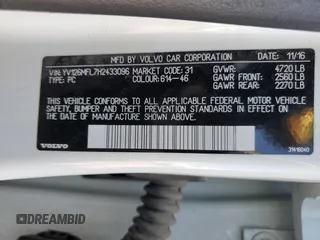 MFD. BY VOLVO CAR CORPORATION 11/16
VIN: YV126MFL7H2433096 MARKET CODE: 31 GVWR: 4720 LB
TYPE: PC COLOUR: 614-46 GAWR FRONT: 2560 LB
GAWR REAR: 2270 LB
THIS VEHICLE CONFORMS TO ALL APPLICABLE FEDERAL MOTOR VEHICLE
SAFETY, BUMPER AND THEFT PREVENTION STANDARDS IN
EFFECT ON THE DATE OF MANUFACTURE
SHOWN ABOVE.
VOLVO
DREAMBID